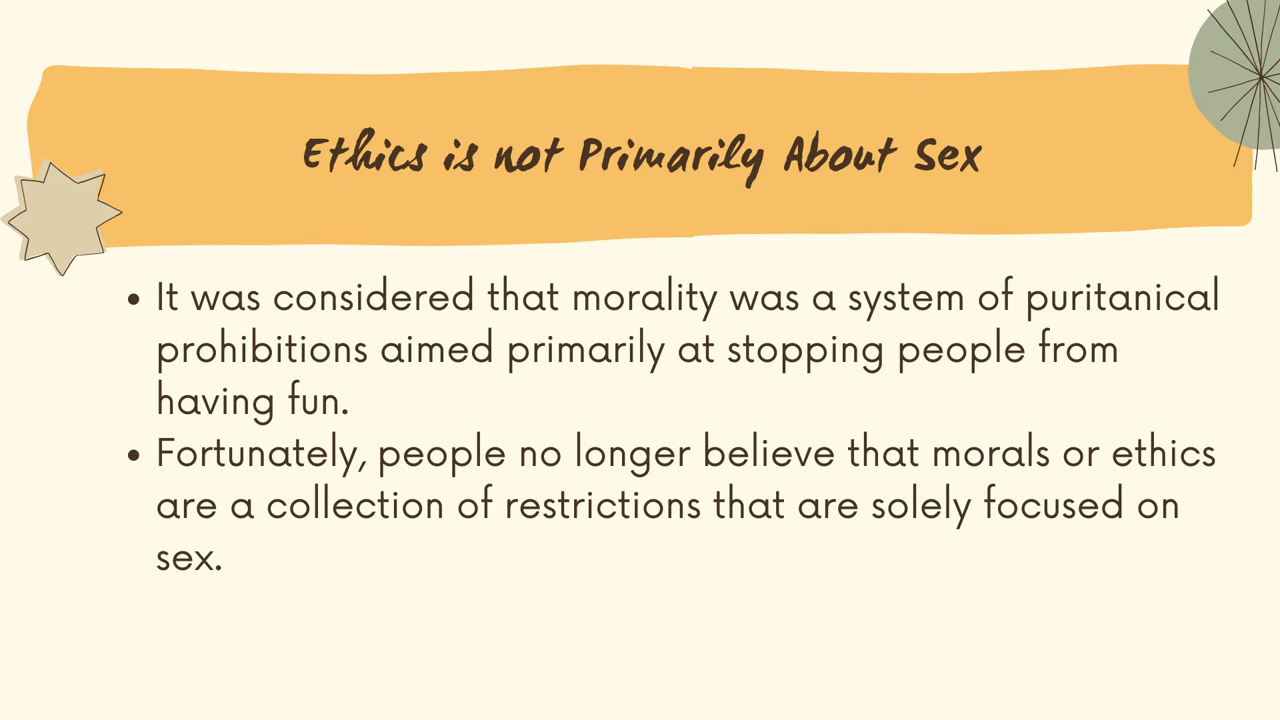 Ethics is not Primarily About Sex
• It was considered that morality was a system of puritanical
prohibitions aimed primarily at stopping people from
having fun.
• Fortunately, people no longer believe that morals or ethics
are a collection of restrictions that are solely focused on
sex.